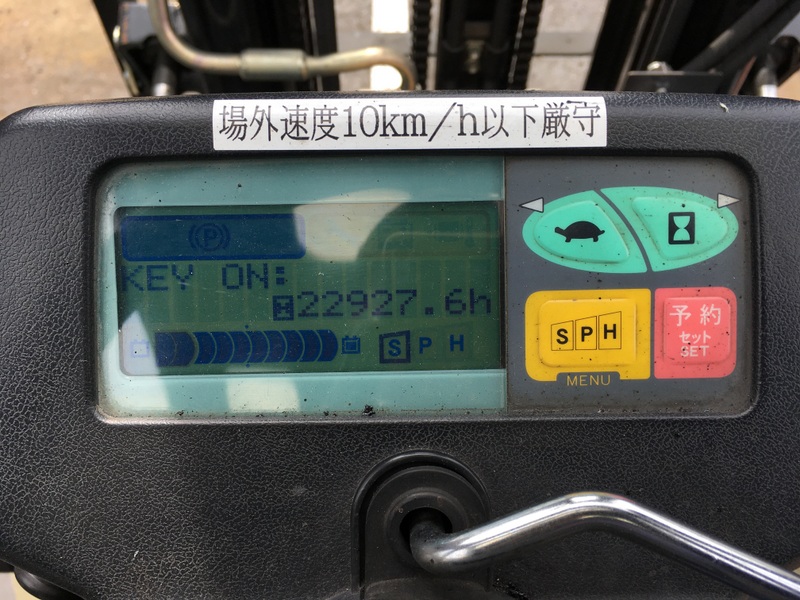 場外速度10km/h以下厳守
P
KEY ON:
22927.6h
S P H
SPH
MENU
予約
セット
SET